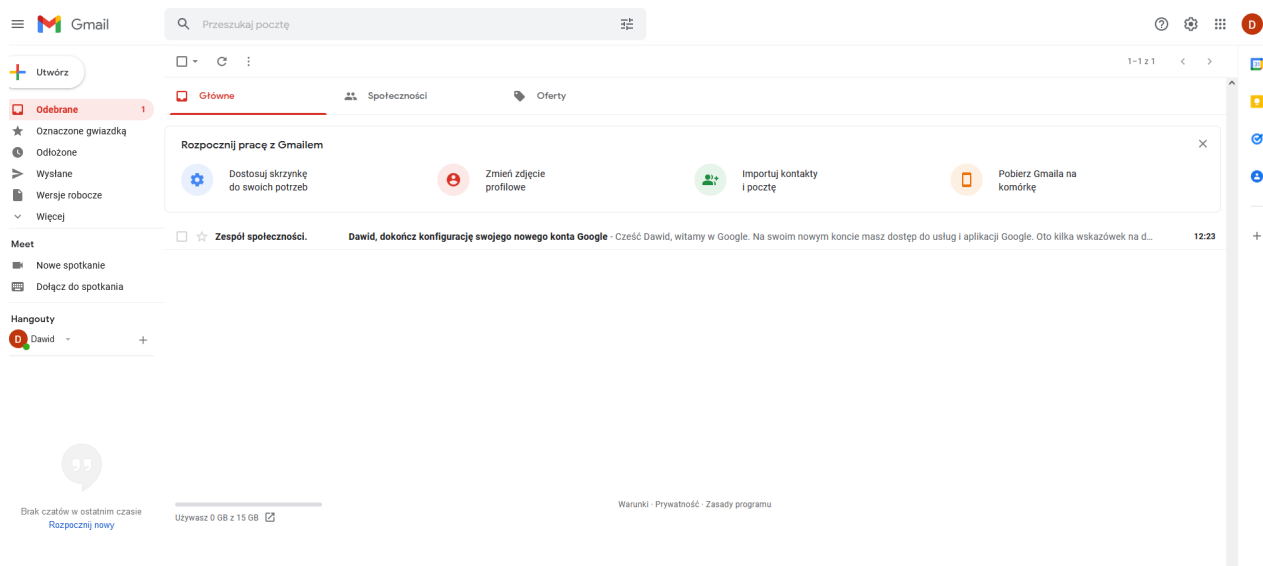 Gmail
Przeszukaj pocztę
D
Utwórz
1–1 z 1
31
Główne
Społeczności
Oferty
Odebrane 1
Oznaczone gwiazdką
Odłożone
Wysłane
Wersje robocze
Więcej
Rozpocznij pracę z Gmailem
Dostosuj skrzynkę
do swoich potrzeb
Zmień zdjęcie
profilowe
Importuj kontakty
i pocztę
Pobierz Gmaila na
komórkę
Zespół społeczności. Dawid, dokończ konfigurację swojego nowego konta Google - Cześć Dawid, witamy w Google. Na swoim nowym koncie masz dostęp do usług i aplikacji Google. Oto kilka wskazówek na d... 12:23
Meet
Nowe spotkanie
Dołącz do spotkania
Hangouty
D Dawid
Brak czatów w ostatnim czasie
Rozpocznij nowy
Używasz 0 GB z 15 GB
Warunki · Prywatność · Zasady programu